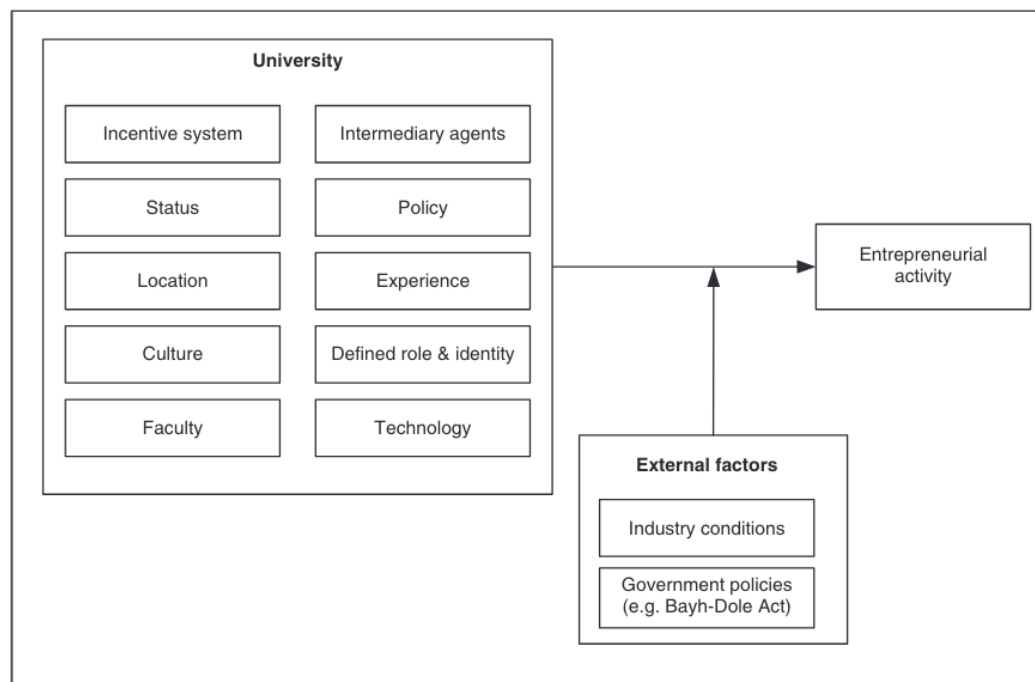 University
Incentive system
Intermediary agents
Status
Policy
Location
Experience
Culture
Defined role & identity
Faculty
Technology
Entrepreneurial
activity
External factors
Industry conditions
Government policies
(e.g. Bayh-Dole Act)